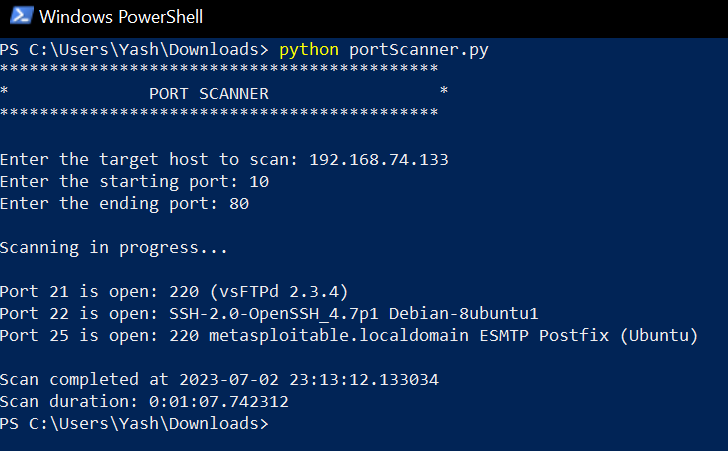 Windows PowerShell
PS C:\Users\Yash\Downloads> python portScanner.py
********************************************
*              PORT SCANNER                 *
********************************************
Enter the target host to scan: 192.168.74.133
Enter the starting port: 10
Enter the ending port: 80
Scanning in progress...
Port 21 is open: 220 (vsFTPd 2.3.4)
Port 22 is open: SSH-2.0-OpenSSH_4.7p1 Debian-8ubuntu1
Port 25 is open: 220 metasploitable.localdomain ESMTP Postfix (Ubuntu)
Scan completed at 2023-07-02 23:13:12.133034
Scan duration: 0:01:07.742312
PS C:\Users\Yash\Downloads>